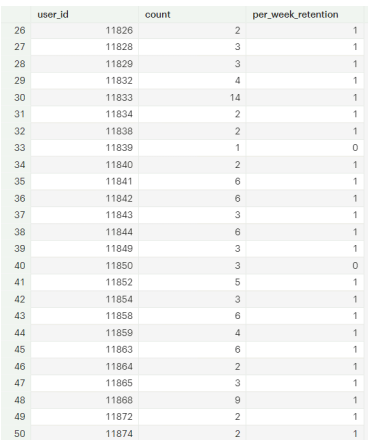 user_id count per_week_retention
26 11826 2 1
27 11828 3 1
28 11829 3 1
29 11832 4 1
30 11833 14 1
31 11834 2 1
32 11838 2 1
33 11839 1 0
34 11840 2 1
35 11841 6 1
36 11842 6 1
37 11843 3 1
38 11844 6 1
39 11849 3 1
40 11850 3 0
41 11852 5 1
42 11854 3 1
43 11858 6 1
44 11859 4 1
45 11863 6 1
46 11864 2 1
47 11865 3 1
48 11868 9 1
49 11872 2 1
50 11874 2 1